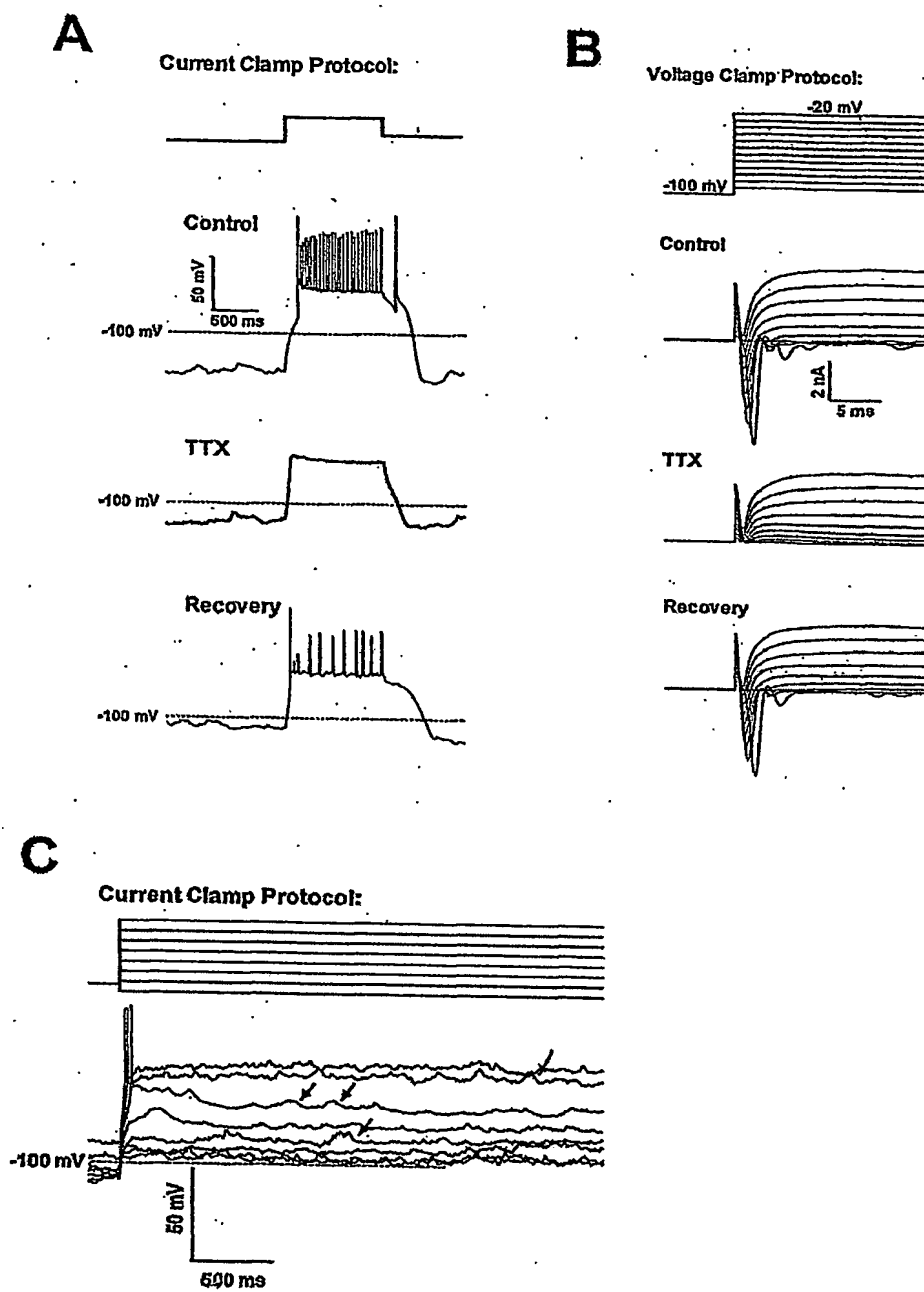 A
Current Clamp Protocol:
Control
50 mV
500 ms
-100 mV
TTX
-100 mV
Recovery
-100 mV
B
Voltage Clamp Protocol:
-20 mV
-100 mV
Control
2 nA
5 ms
TTX
Recovery
C
Current Clamp Protocol:
-100 mV
50 mV
500 ms